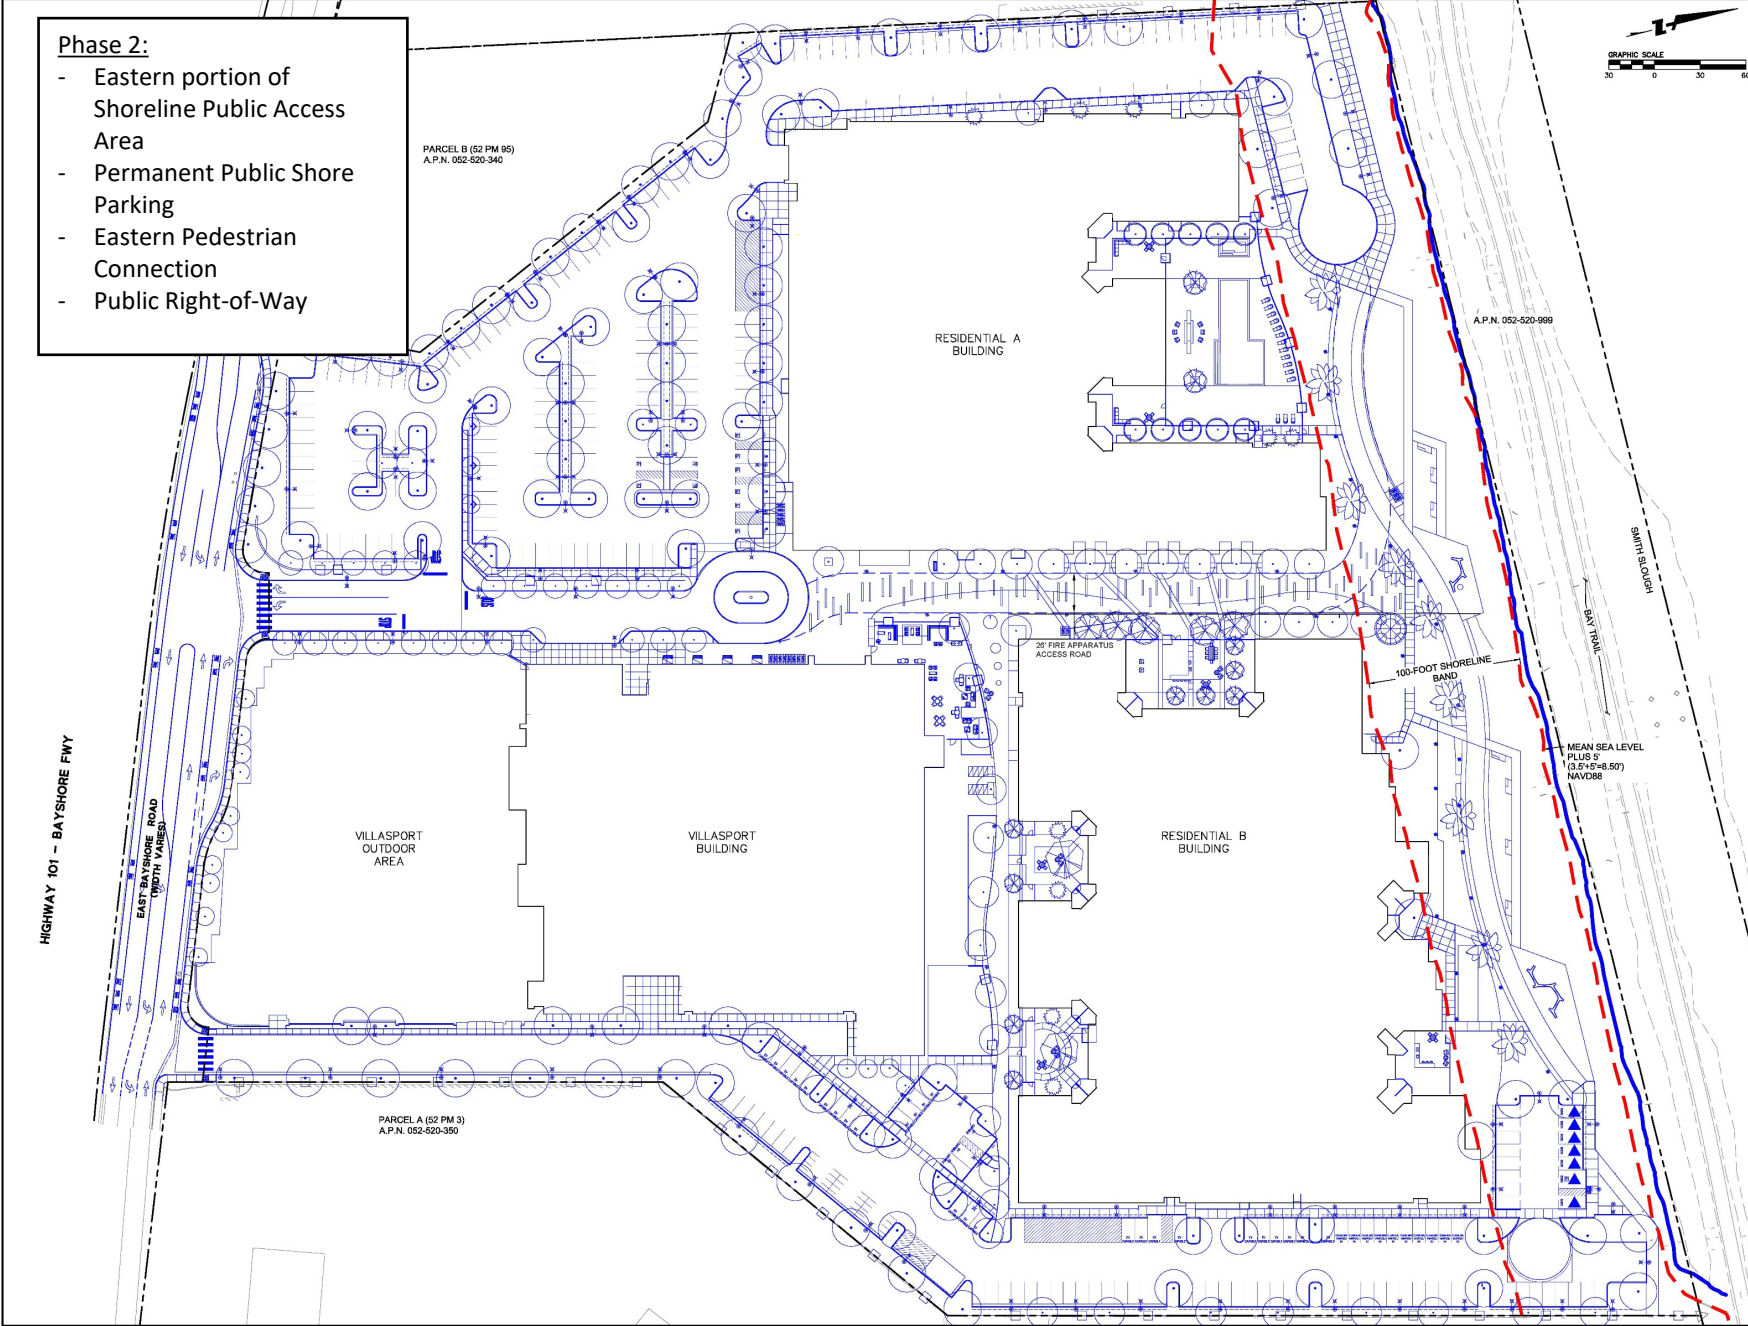 Phase 2:
- Eastern portion of
Shoreline Public Access
Area
- Permanent Public Shore
Parking
- Eastern Pedestrian
Connection
- Public Right-of-Way
GRAPHIC SCALE
30 0 30 60
PARCEL B (52 PM 95)
A.P.N. 052-520-340
A.P.N. 052-520-999
RESIDENTIAL A
BUILDING
SMITH SLOUGH
BAY TRAIL
26' FIRE APPARATUS
ACCESS ROAD
100-FOOT SHORELINE
BAND
MEAN SEA LEVEL
PLUS 5'
(3.5'+5'=8.50')
NAVD88
HIGHWAY 101 - BAYSHORE FWY
EAST BAYSHORE ROAD
(WIDTH VARIES)
VILLASPORT
OUTDOOR
AREA
VILLASPORT
BUILDING
RESIDENTIAL B
BUILDING
PARCEL A (52 PM 3)
A.P.N. 052-520-350